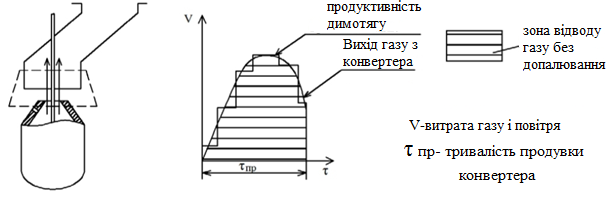 V
продуктивність
димотягу
Вихід газу з
конвертера
τпр
τ
зона відводу
газу без
допалювання
V-витрата газу і повітря
τ пр- тривалість продувки
конвертера